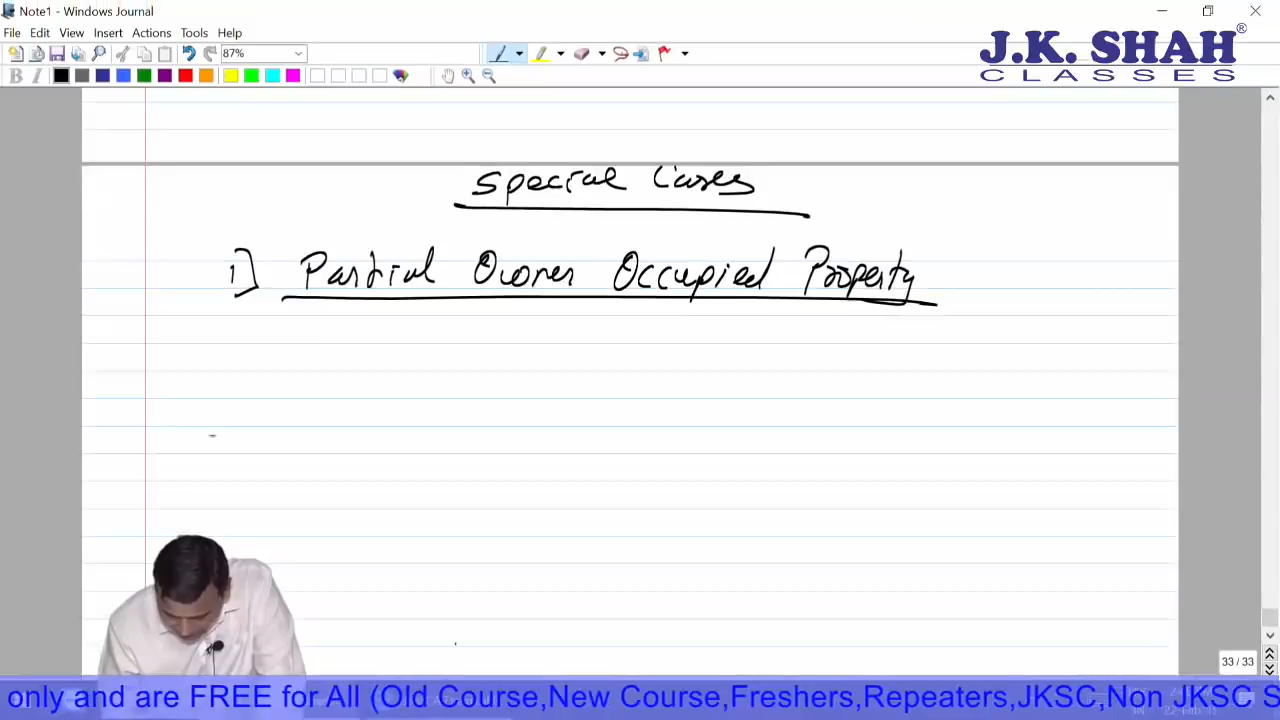 Note1 - Windows Journal
File Edit View Insert Actions Tools Help
87%
J.K. SHAH®
CLASSES
Special Cases
1] Partial Owner Occupied Property
33 / 33
only and are FREE for All (Old Course,New Course,Freshers,Repeaters,JKSC,Non JKSC S